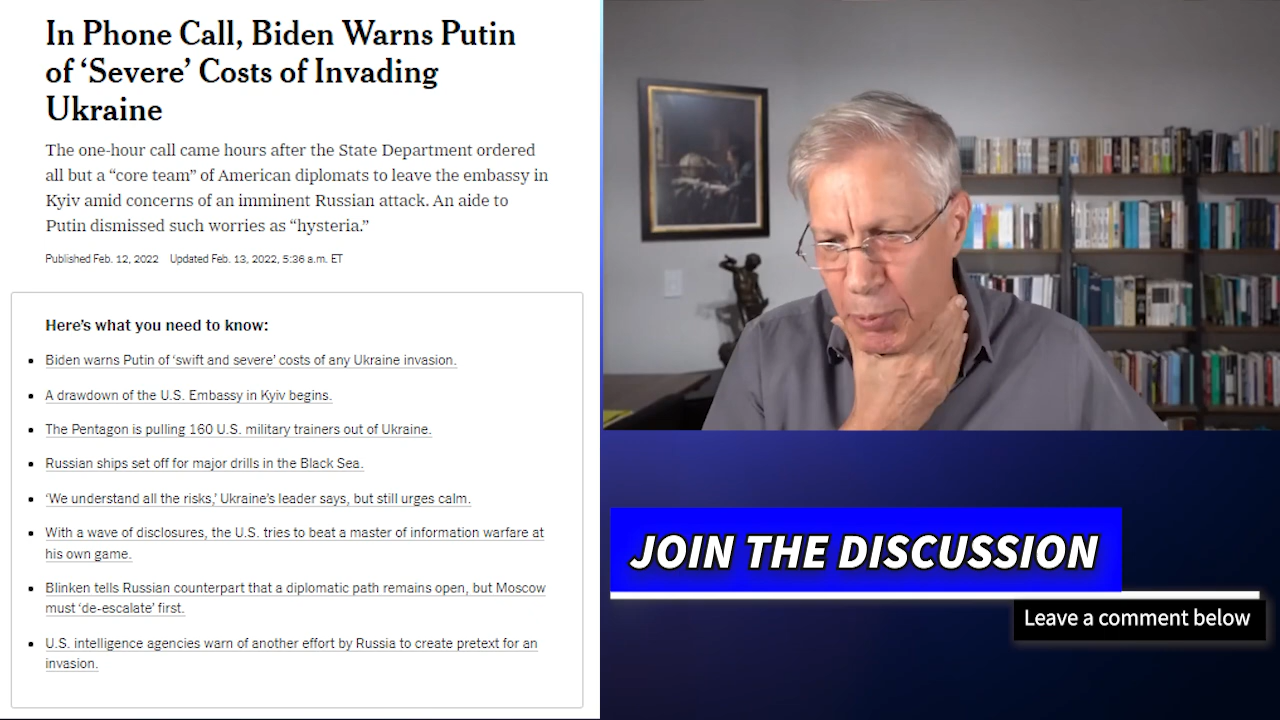 In Phone Call, Biden Warns Putin
of ‘Severe’ Costs of Invading
Ukraine
The one-hour call came hours after the State Department ordered
all but a “core team” of American diplomats to leave the embassy in
Kyiv amid concerns of an imminent Russian attack. An aide to
Putin dismissed such worries as “hysteria.”
Published Feb. 12, 2022 Updated Feb. 13, 2022, 5:36 a.m. ET
Here’s what you need to know:
Biden warns Putin of ‘swift and severe’ costs of any Ukraine invasion.
A drawdown of the U.S. Embassy in Kyiv begins.
The Pentagon is pulling 160 U.S. military trainers out of Ukraine.
Russian ships set off for major drills in the Black Sea.
‘We understand all the risks,’ Ukraine’s leader says, but still urges calm.
With a wave of disclosures, the U.S. tries to beat a master of information warfare at
his own game.
Blinken tells Russian counterpart that a diplomatic path remains open, but Moscow
must ‘de-escalate’ first.
U.S. intelligence agencies warn of another effort by Russia to create pretext for an
invasion.
JOIN THE DISCUSSION
Leave a comment below